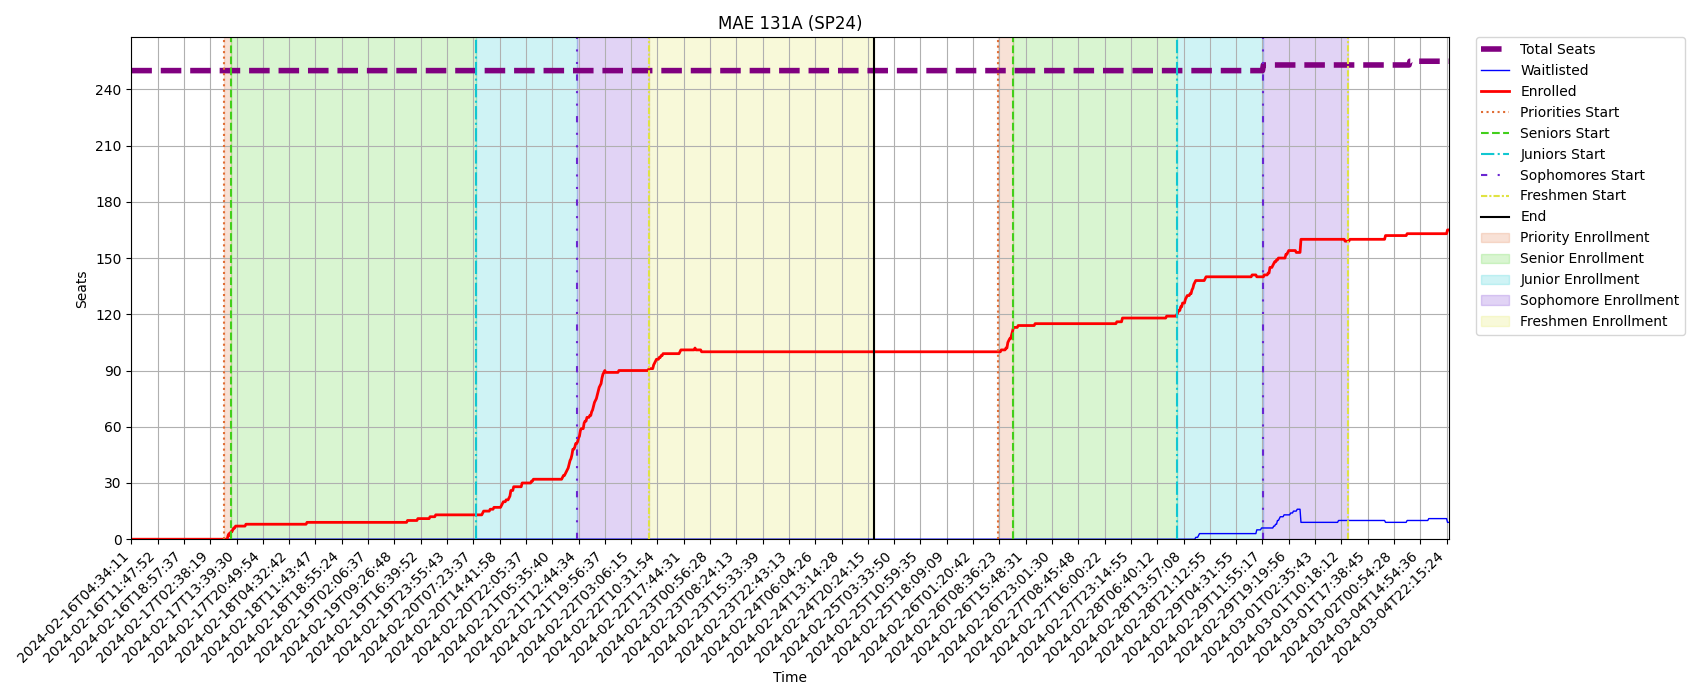 MAE 131A (SP24)
Seats
240
210
180
150
120
90
60
30
0
2024-02-16T04:34:11
2024-02-16T11:47:52
2024-02-16T18:57:37
2024-02-17T02:38:19
2024-02-17T13:39:30
2024-02-17T20:49:54
2024-02-18T04:32:42
2024-02-18T11:43:47
2024-02-18T18:55:24
2024-02-19T02:06:37
2024-02-19T09:26:48
2024-02-19T16:39:52
2024-02-19T23:55:43
2024-02-20T07:23:37
2024-02-20T14:41:58
2024-02-20T22:05:37
2024-02-21T05:35:40
2024-02-21T12:44:34
2024-02-21T19:56:37
2024-02-22T03:06:15
2024-02-22T10:31:54
2024-02-22T17:44:31
2024-02-23T00:56:28
2024-02-23T08:24:13
2024-02-23T15:33:39
2024-02-23T22:43:13
2024-02-24T06:04:26
2024-02-24T13:14:28
2024-02-24T20:24:15
2024-02-25T03:33:50
2024-02-25T10:59:35
2024-02-25T18:09:09
2024-02-26T01:20:42
2024-02-26T08:36:23
2024-02-26T15:48:31
2024-02-26T23:01:30
2024-02-27T08:45:48
2024-02-27T16:00:22
2024-02-27T23:14:55
2024-02-28T06:40:12
2024-02-28T13:57:08
2024-02-28T21:12:55
2024-02-29T04:31:55
2024-02-29T11:55:17
2024-02-29T19:19:56
2024-03-01T02:35:43
2024-03-01T10:18:12
2024-03-01T17:38:45
2024-03-02T00:54:28
2024-03-04T14:54:36
2024-03-04T22:15:24
Time
Total Seats
Waitlisted
Enrolled
Priorities Start
Seniors Start
Juniors Start
Sophomores Start
Freshmen Start
End
Priority Enrollment
Senior Enrollment
Junior Enrollment
Sophomore Enrollment
Freshmen Enrollment